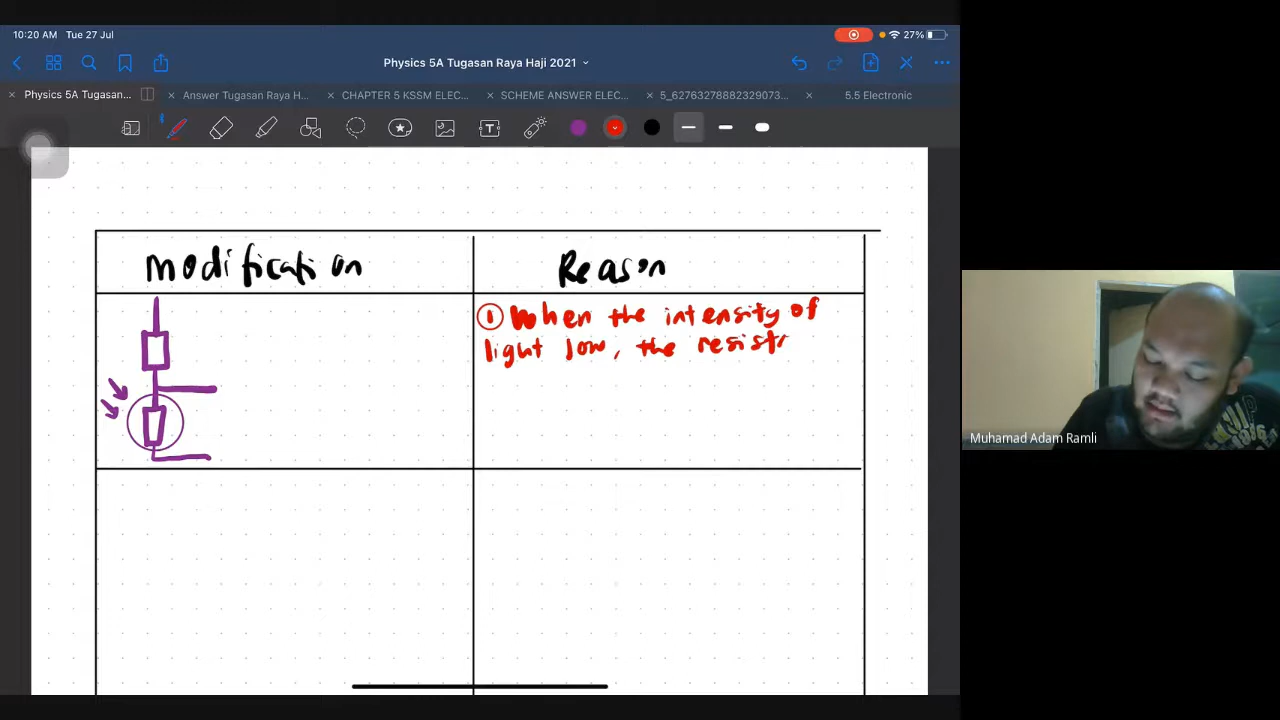 10:20 AM Tue 27 Jul
27%
Physics 5A Tugasan Raya Haji 2021
Physics 5A Tugasan...
Answer Tugasan Raya H...
CHAPTER 5 KSSM ELEC...
SCHEME ANSWER ELEC...
5_62763278882329073...
5.5 Electronic
modification
Reason
① When the intensity of
light low, the resist
Muhamad Adam Ramli